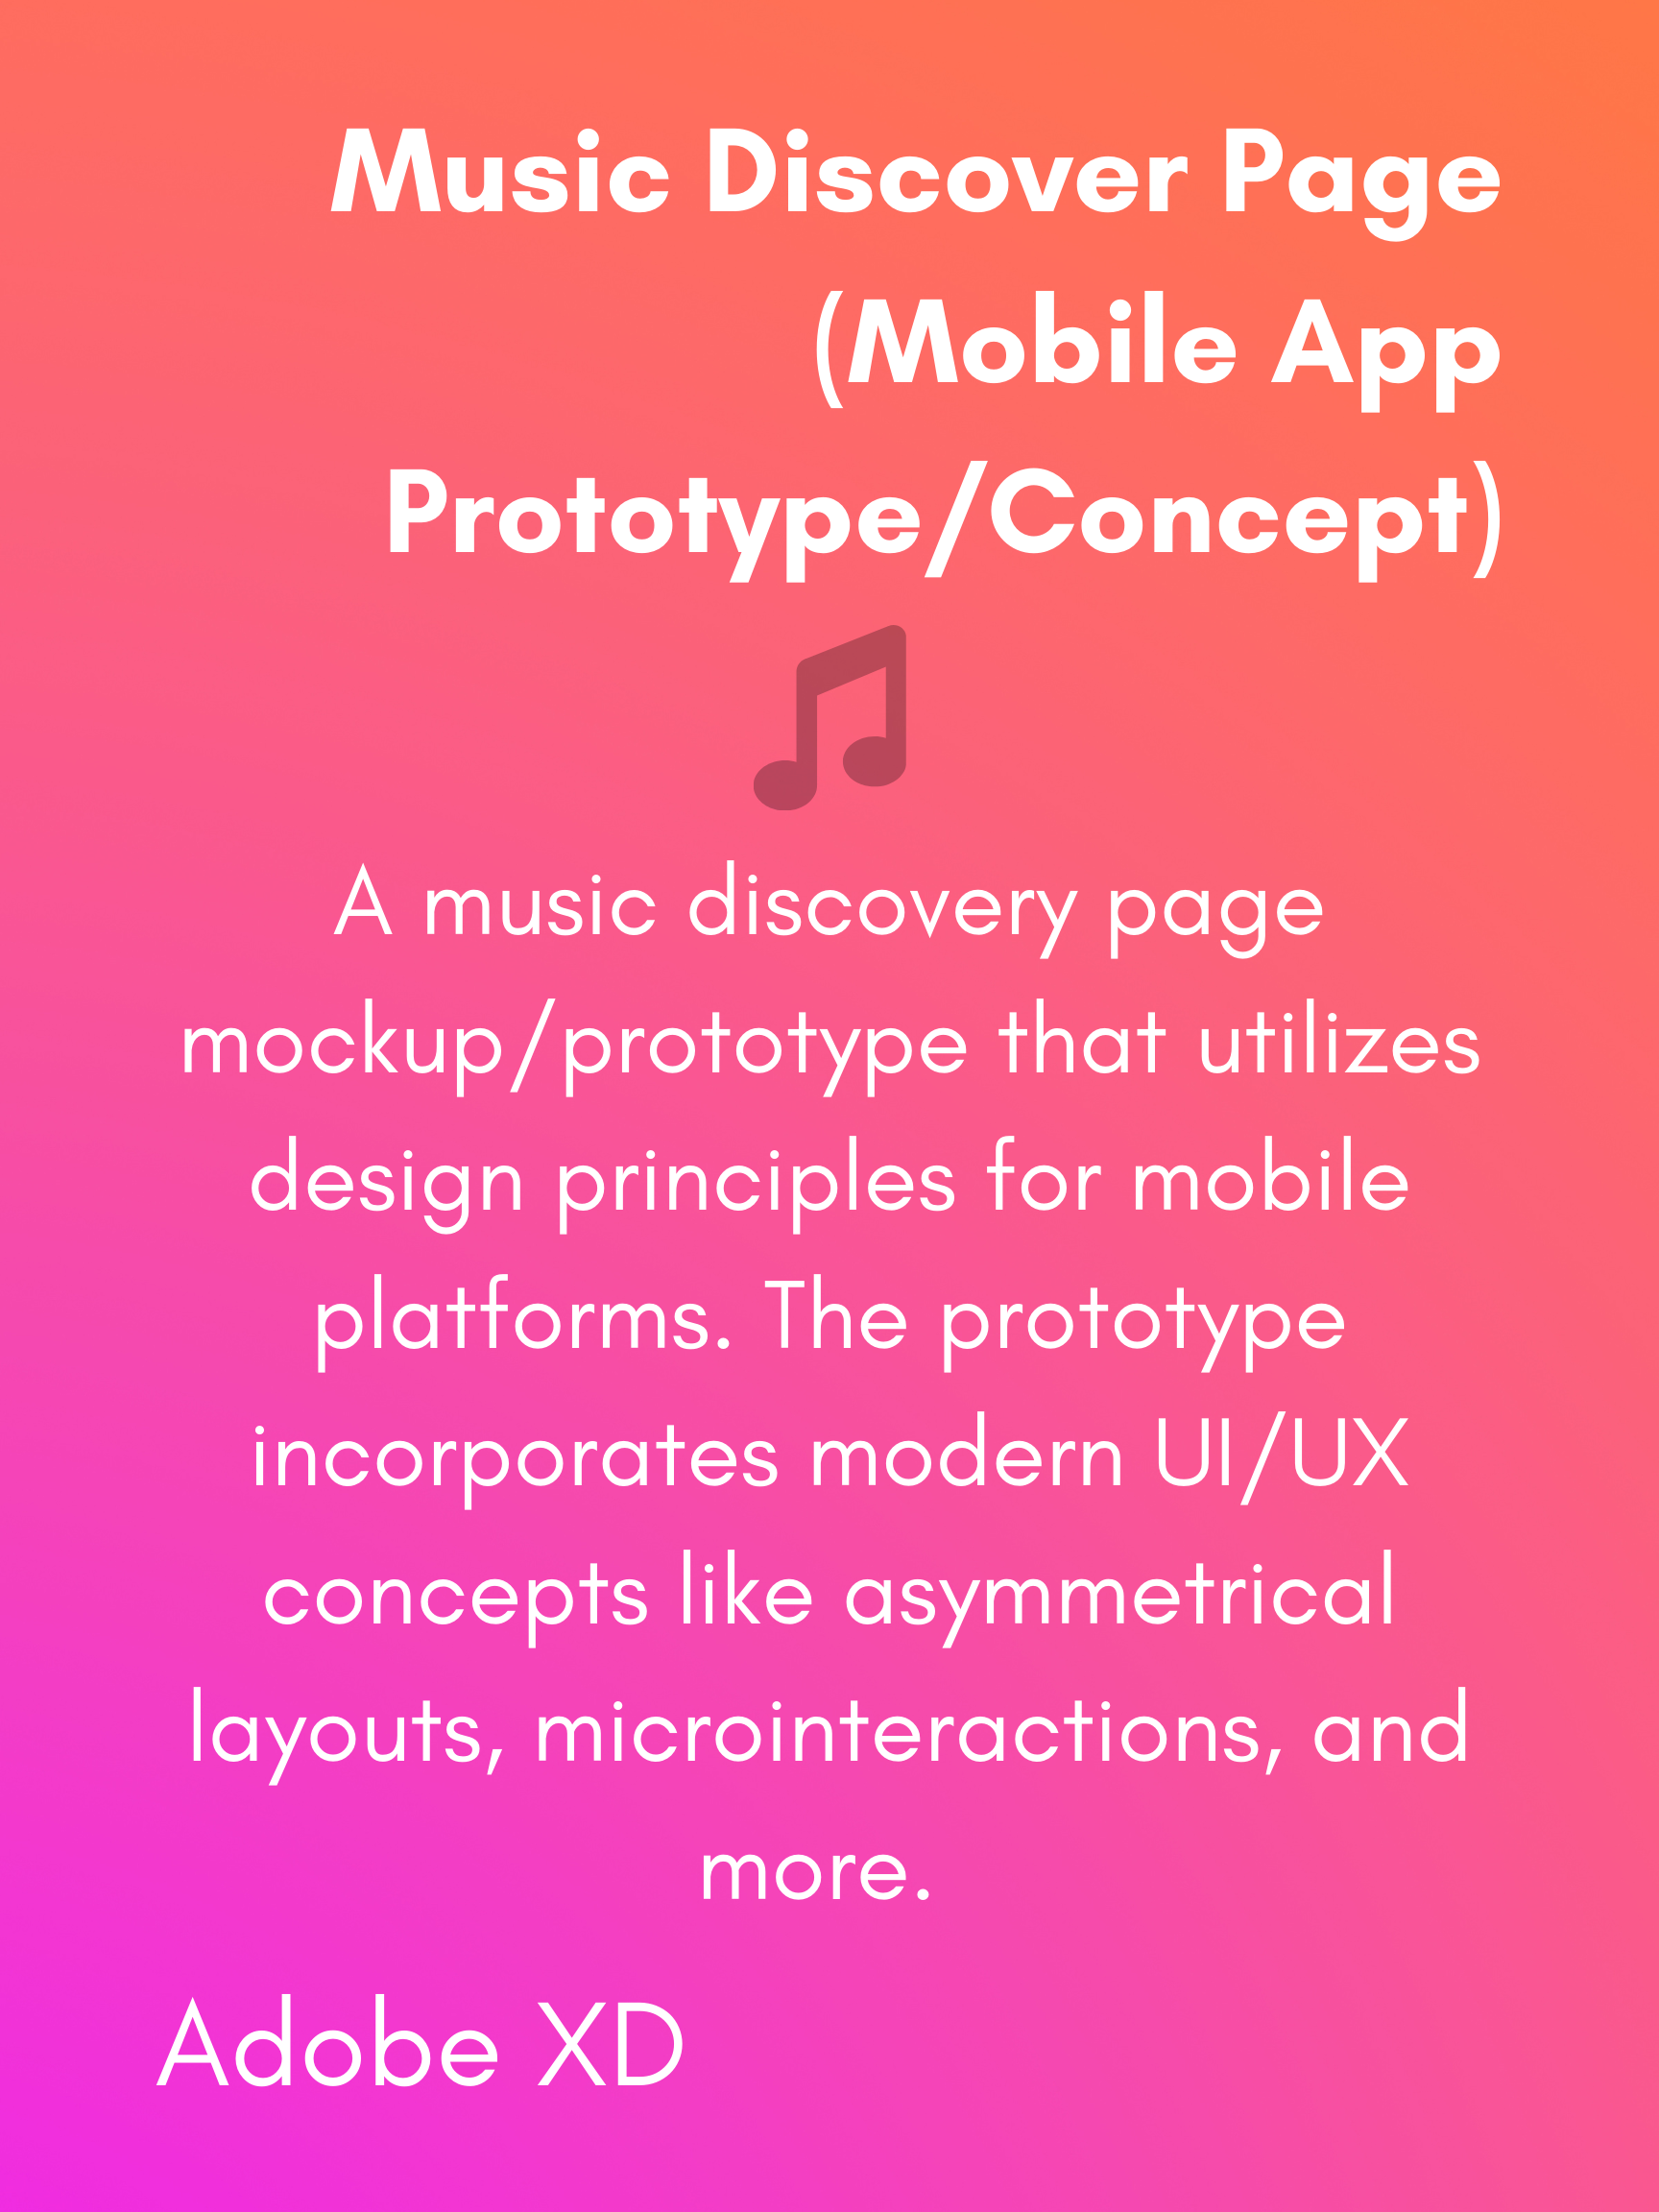 Music Discover Page
(Mobile App
Prototype/Concept)
A music discovery page
mockup/prototype that utilizes
design principles for mobile
platforms. The prototype
incorporates modern UI/UX
concepts like asymmetrical
layouts, microinteractions, and
more.
Adobe XD